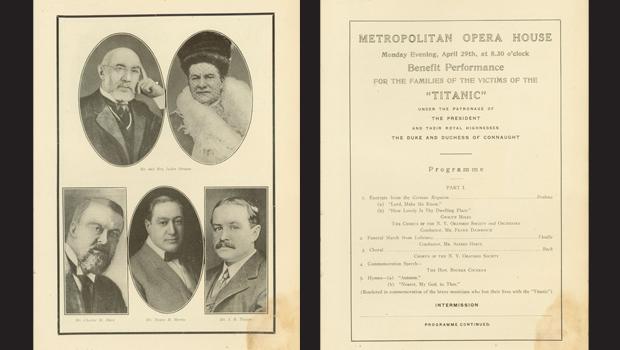 Mr. and Mrs. Isidor Straus
Mr. Charles M. Hays
Mr. Henry B. Harris
Mr. J. B. Thayer
METROPOLITAN OPERA HOUSE
Monday Evening, April 29th, at 8.30 o'clock
Benefit Performance
FOR THE FAMILIES OF THE VICTIMS OF THE
"TITANIC"
UNDER THE PATRONAGE OF
THE PRESIDENT
AND THEIR ROYAL HIGHNESSES
THE DUKE AND DUCHESS OF CONNAUGHT
Programme
PART I.
1. Excerpts from the German Requiem Brahms
(a) "Lord, Make Me Know."
(b) "How Lovely Is Thy Dwelling Place"
THE CHORUS OF THE N. Y. ORATORIO SOCIETY AND ORCHESTRA
Conductor, MR. FRANK DAMROSCH
2. Funeral March from
Conductor, MR. ALFRED HERTZ
3. Choral Bach
CHORUS OF THE N. Y. ORATORIO SOCIETY
4. Commemoration Speech—
THE HON. BOURKE COCKRAN
5. Hymns—(a) "Autumn."
(b) "Nearer, My God, to Thee."
(Rendered in commemoration of the brave musicians who lost their lives with the "Titanic")
INTERMISSION
PROGRAMME CONTINUED.